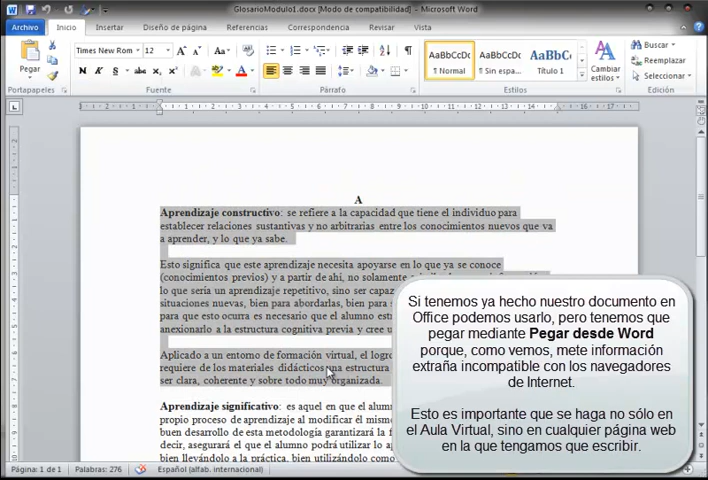 GlosarioModulo1.docx [Modo de compatibilidad] - Microsoft Word
Archivo Inicio Insertar Diseño de página Referencias Correspondencia Revisar Vista
Pegar
Times New Rom 12
N K S abc x₂ x²
AaBbCcDc AaBbCcDc AaBbC
¶ Normal ¶ Sin espa... Título 1
Cambiar estilos
Buscar
Reemplazar
Seleccionar
Portapapeles Fuente Párrafo Estilos Edición
A
Aprendizaje constructivo: se refiere a la capacidad que tiene el individuo para
establecer relaciones sustantivas y no arbitrarias entre los conocimientos nuevos que va
a aprender, y lo que ya sabe.
Esto significa que este aprendizaje necesita apoyarse en lo que ya se conoce
(conocimientos previos) y a partir de ahí, no solamente
lo que sería un aprendizaje repetitivo, sino ser capaz
situaciones nuevas, bien para abordarlas, bien para
para que esto ocurra es necesario que el alumno
anexionarlo a la estructura cognitiva previa y cree
Aplicado a un entorno de formación virtual, el
requiere de los materiales didácticos una estructura
ser clara, coherente y sobre todo muy organizada.
Aprendizaje significativo: es aquel en que el
propio proceso de aprendizaje al modificar él
buen desarrollo de esta metodología garantizará la
decir, asegurará el que el alumno podrá utilizar lo
bien llevándolo a la práctica, bien utilizándolo
Si tenemos ya hecho nuestro documento en
Office podemos usarlo, pero tenemos que
pegar mediante Pegar desde Word
porque, como vemos, mete información
extraña incompatible con los navegadores
de Internet.
Esto es importante que se haga no sólo en
el Aula Virtual, sino en cualquier página web
en la que tengamos que escribir.
Página: 1 de 1 Palabras: 276 Español (alfab. internacional)